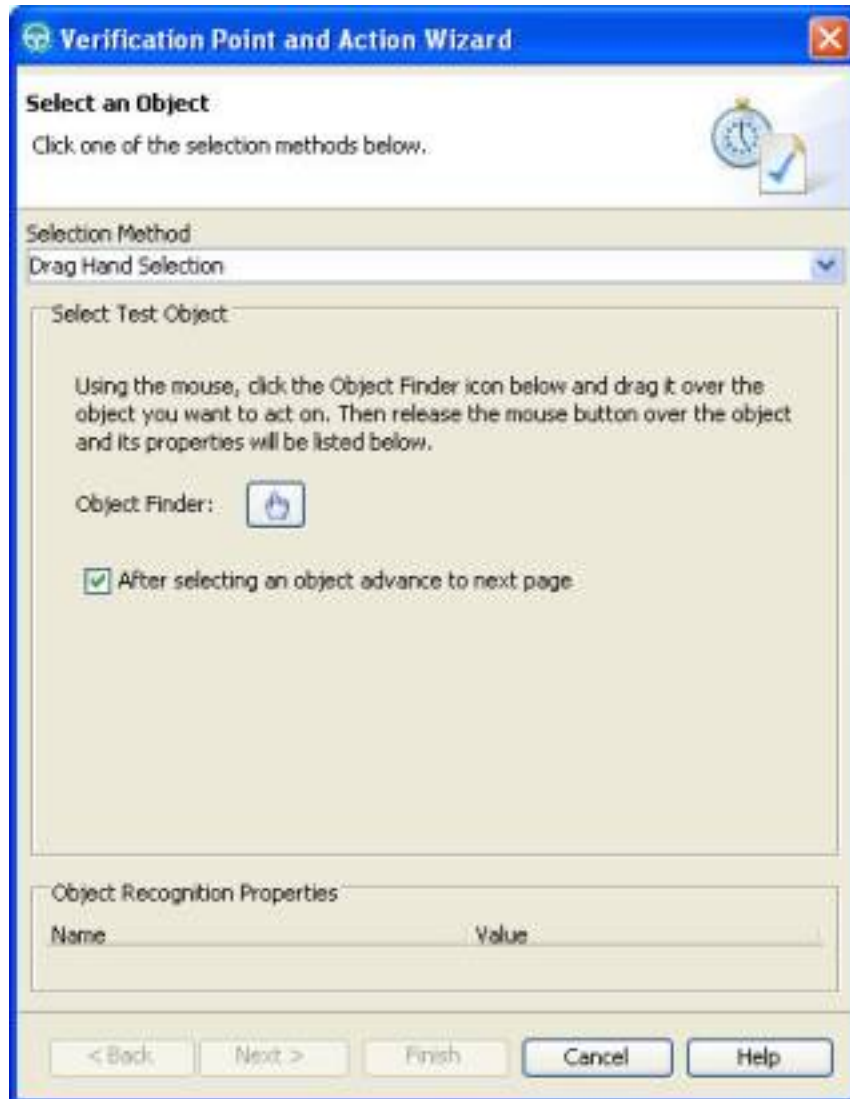 Verification Point and Action Wizard
Select an Object
Click one of the selection methods below.
Selection Method
Drag Hand Selection
Select Test Object
Using the mouse, click the Object Finder icon below and drag it over the
object you want to act on. Then release the mouse button over the object
and its properties will be listed below.
Object Finder:
After selecting an object advance to next page
Object Recognition Properties
Name Value
< Back Next > Finish Cancel Help